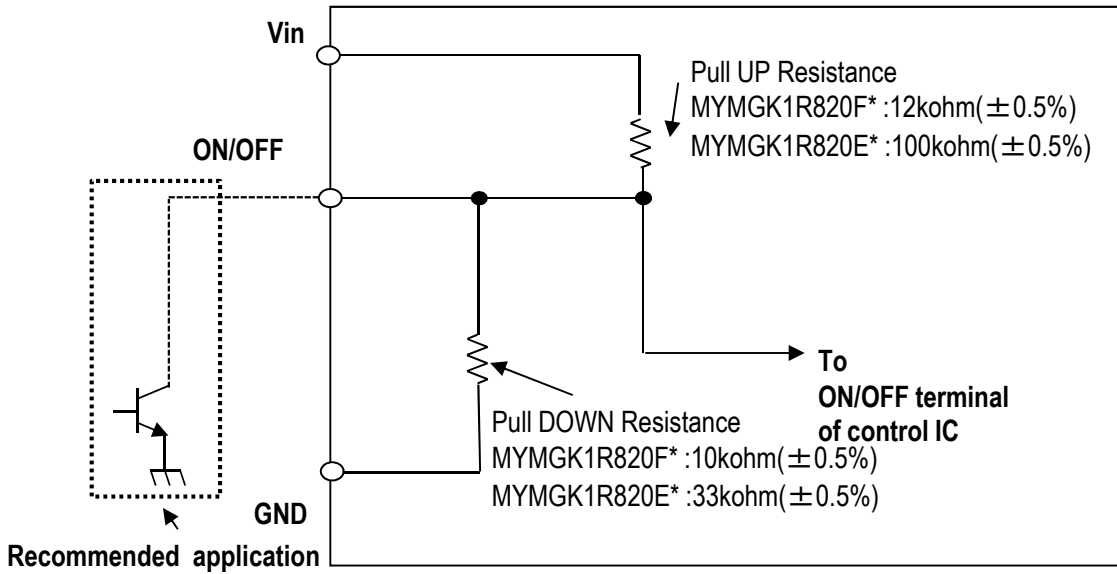 Vin
Pull UP Resistance
MYMGK1R820F* :12kohm(±0.5%)
MYMGK1R820E* :100kohm(±0.5%)
ON/OFF
To
ON/OFF terminal
of control IC
Pull DOWN Resistance
MYMGK1R820F* :10kohm(±0.5%)
MYMGK1R820E* :33kohm(±0.5%)
GND
Recommended application